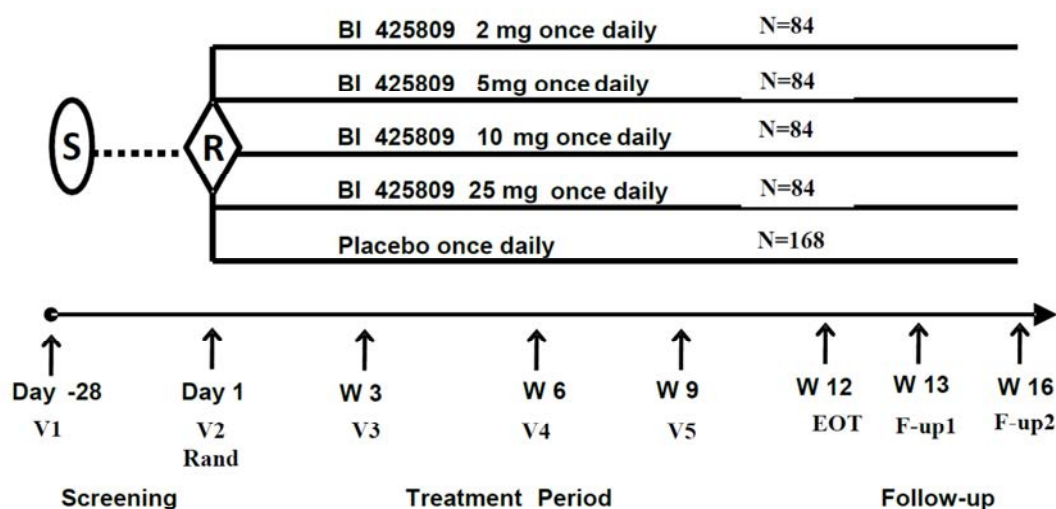 BI 425809 2 mg once daily N=84
BI 425809 5mg once daily N=84
S R BI 425809 10 mg once daily N=84
BI 425809 25 mg once daily N=84
Placebo once daily N=168
Day -28 Day 1 W 3 W 6 W 9 W 12 W 13 W 16
V1 V2 V3 V4 V5 EOT F-up1 F-up2
Rand
Screening Treatment Period Follow-up